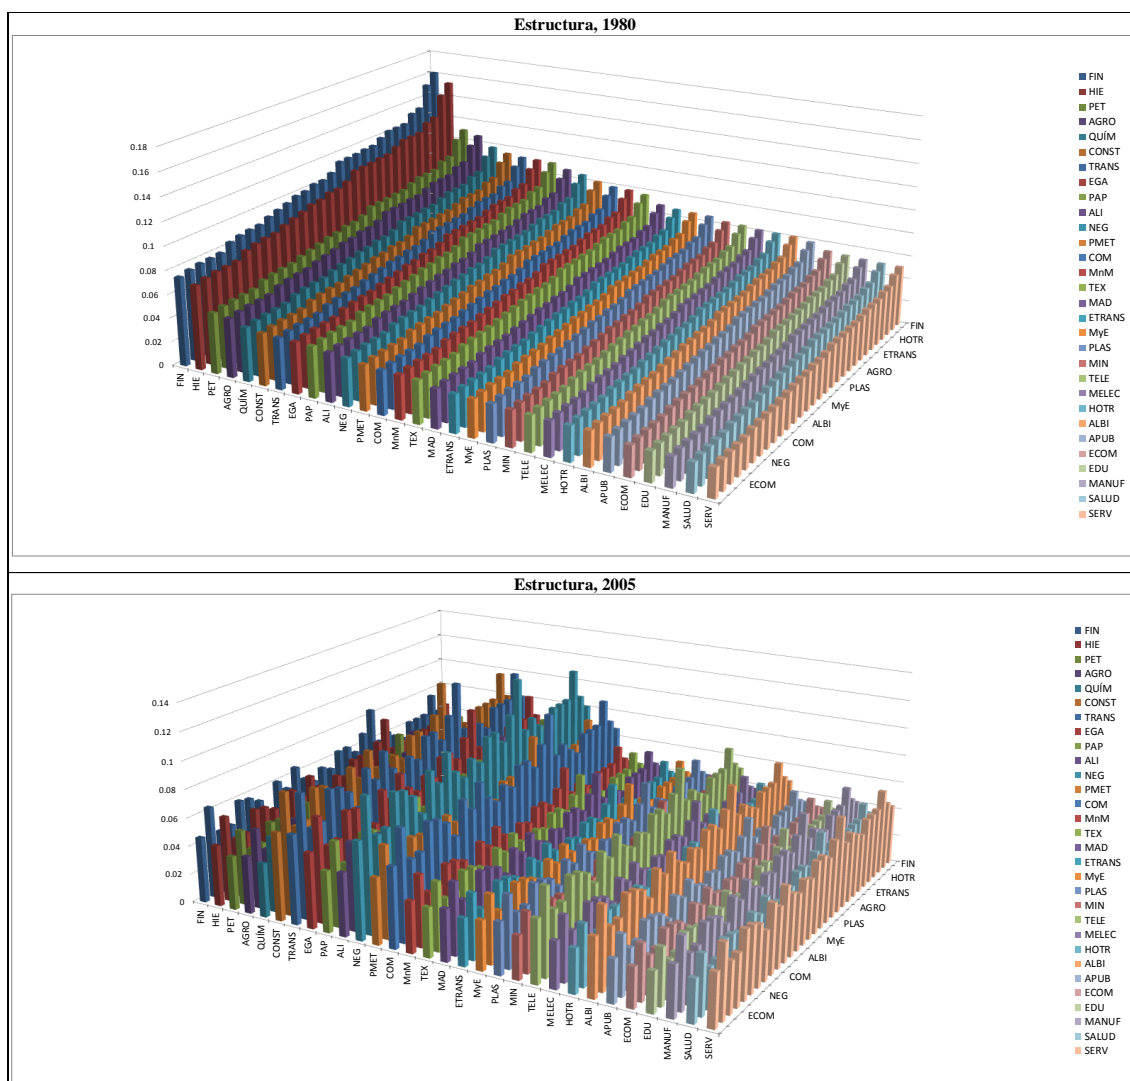 Estructura, 1980
0.18
0.16
0.14
0.12
0.1
0.08
0.06
0.04
0.02
0
FIN
HIE
PET
AGRO
QUÍM
CONST
TRANS
EGA
PAP
ALI
NEG
PMET
COM
MnM
TEX
MAD
ETRANS
MyE
PLAS
MIN
TELE
MELEC
HOTR
ALBI
APUB
ECOM
EDU
MANUF
SALUD
SERV
FIN
HOTR
ETRANS
AGRO
PLAS
MyE
ALBI
COM
NEG
ECOM
FIN
HIE
PET
AGRO
QUÍM
CONST
TRANS
EGA
PAP
ALI
NEG
PMET
COM
MnM
TEX
MAD
ETRANS
MyE
PLAS
MIN
TELE
MELEC
HOTR
ALBI
APUB
ECOM
EDU
MANUF
SALUD
SERV
Estructura, 2005
0.14
0.12
0.1
0.08
0.06
0.04
0.02
0
FIN
HIE
PET
AGRO
QUÍM
CONST
TRANS
EGA
PAP
ALI
NEG
PMET
COM
MnM
TEX
MAD
ETRANS
MyE
PLAS
MIN
TELE
MELEC
HOTR
ALBI
APUB
ECOM
EDU
MANUF
SALUD
SERV
FIN
HOTR
ETRANS
AGRO
PLAS
MyE
ALBI
COM
NEG
ECOM
FIN
HIE
PET
AGRO
QUÍM
CONST
TRANS
EGA
PAP
ALI
NEG
PMET
COM
MnM
TEX
MAD
ETRANS
MyE
PLAS
MIN
TELE
MELEC
HOTR
ALBI
APUB
ECOM
EDU
MANUF
SALUD
SERV